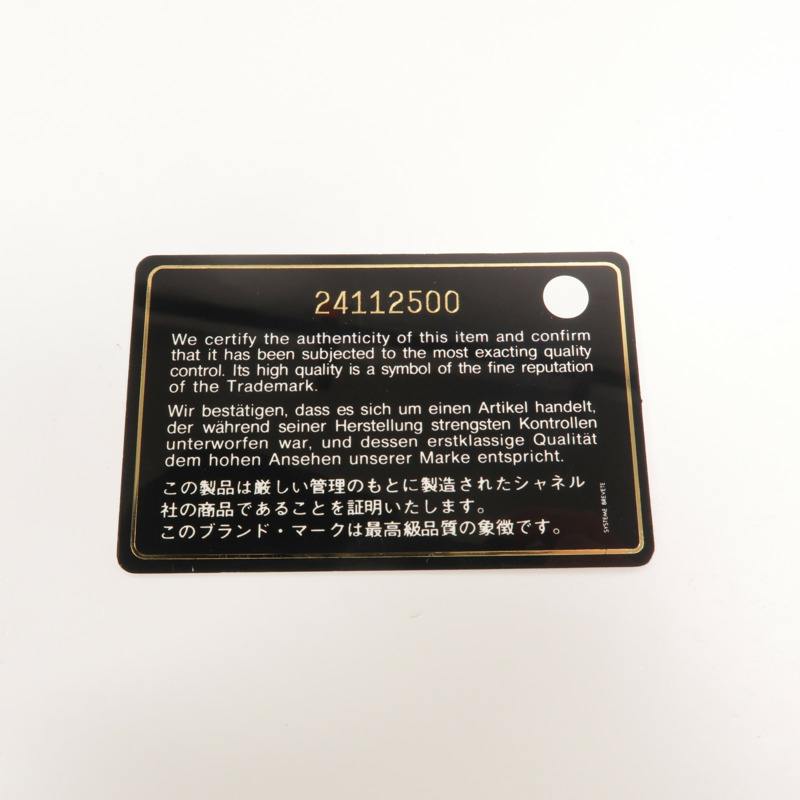 24112500
We certify the authenticity of this item and confirm
that it has been subjected to the most exacting quality
control. Its high quality is a symbol of the fine reputation
of the Trademark.
Wir bestätigen, dass es sich um einen Artikel handelt,
der während seiner Herstellung strengsten Kontrollen
unterworfen war, und dessen erstklassige Qualität
dem hohen Ansehen unserer Marke entspricht.
この製品は厳しい管理のもとに製造されたシャネル
社の商品であることを証明いたします。
このブランド・マークは最高級品質の象徴です。
SYSTEME BREVETE